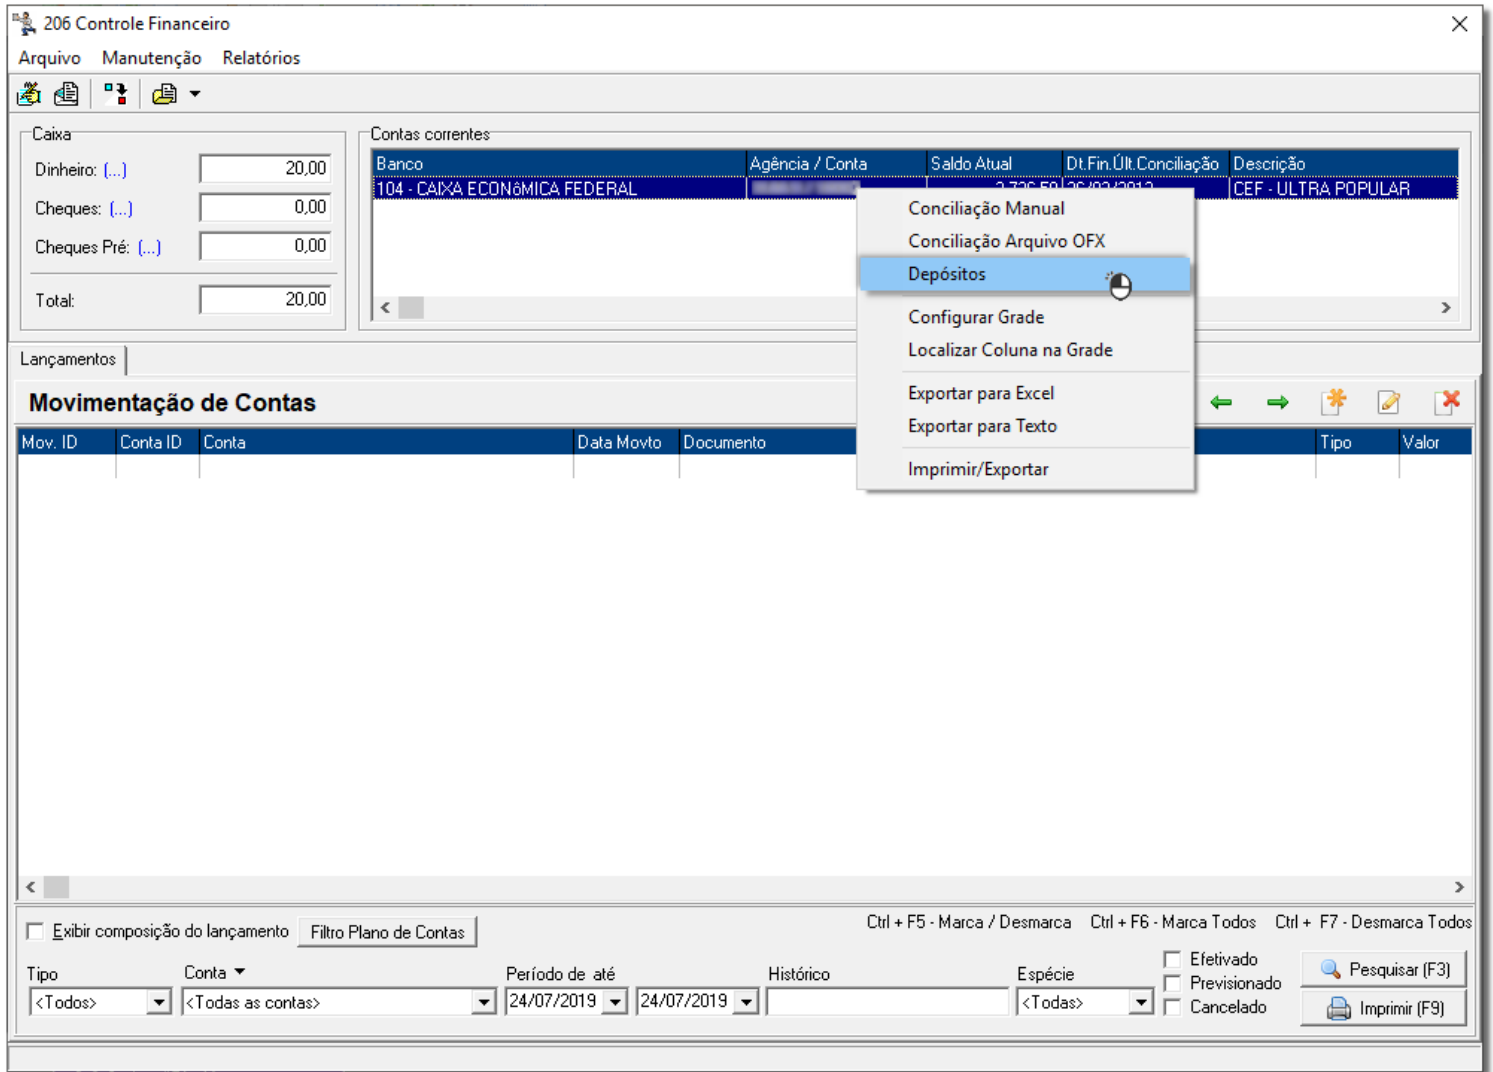 206 Controle Financeiro
Arquivo Manutenção Relatórios
Caixa
Dinheiro: (...) 20,00
Cheques: (...) 0,00
Cheques Pré: (...) 0,00
Total: 20,00
Contas correntes
Banco Agência / Conta Saldo Atual Dt.Fin.Últ.Conciliação Descrição
104 - CAIXA ECONôMICA FEDERAL CEF - ULTRA POPULAR
Conciliação Manual
Conciliação Arquivo OFX
Depósitos
Configurar Grade
Localizar Coluna na Grade
Exportar para Excel
Exportar para Texto
Imprimir/Exportar
Lançamentos
Movimentação de Contas
Mov. ID Conta ID Conta Data Movto Documento Tipo Valor
Exibir composição do lançamento Filtro Plano de Contas
Ctrl + F5 - Marca / Desmarca Ctrl + F6 - Marca Todos Ctrl + F7 - Desmarca Todos
Tipo Conta Período de até Histórico Espécie
<Todos> <Todas as contas> 24/07/2019 24/07/2019 <Todas>
Efetivado
Previsionado
Cancelado
Pesquisar (F3)
Imprimir (F9)